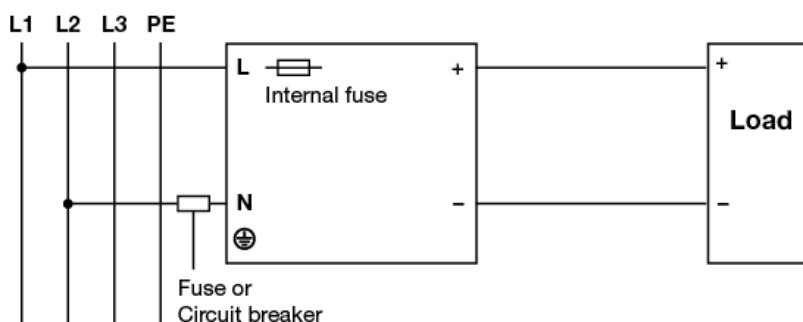 L1 L2 L3 PE
L
Internal fuse
+
+
Load
N
−
−
Fuse or
Circuit breaker